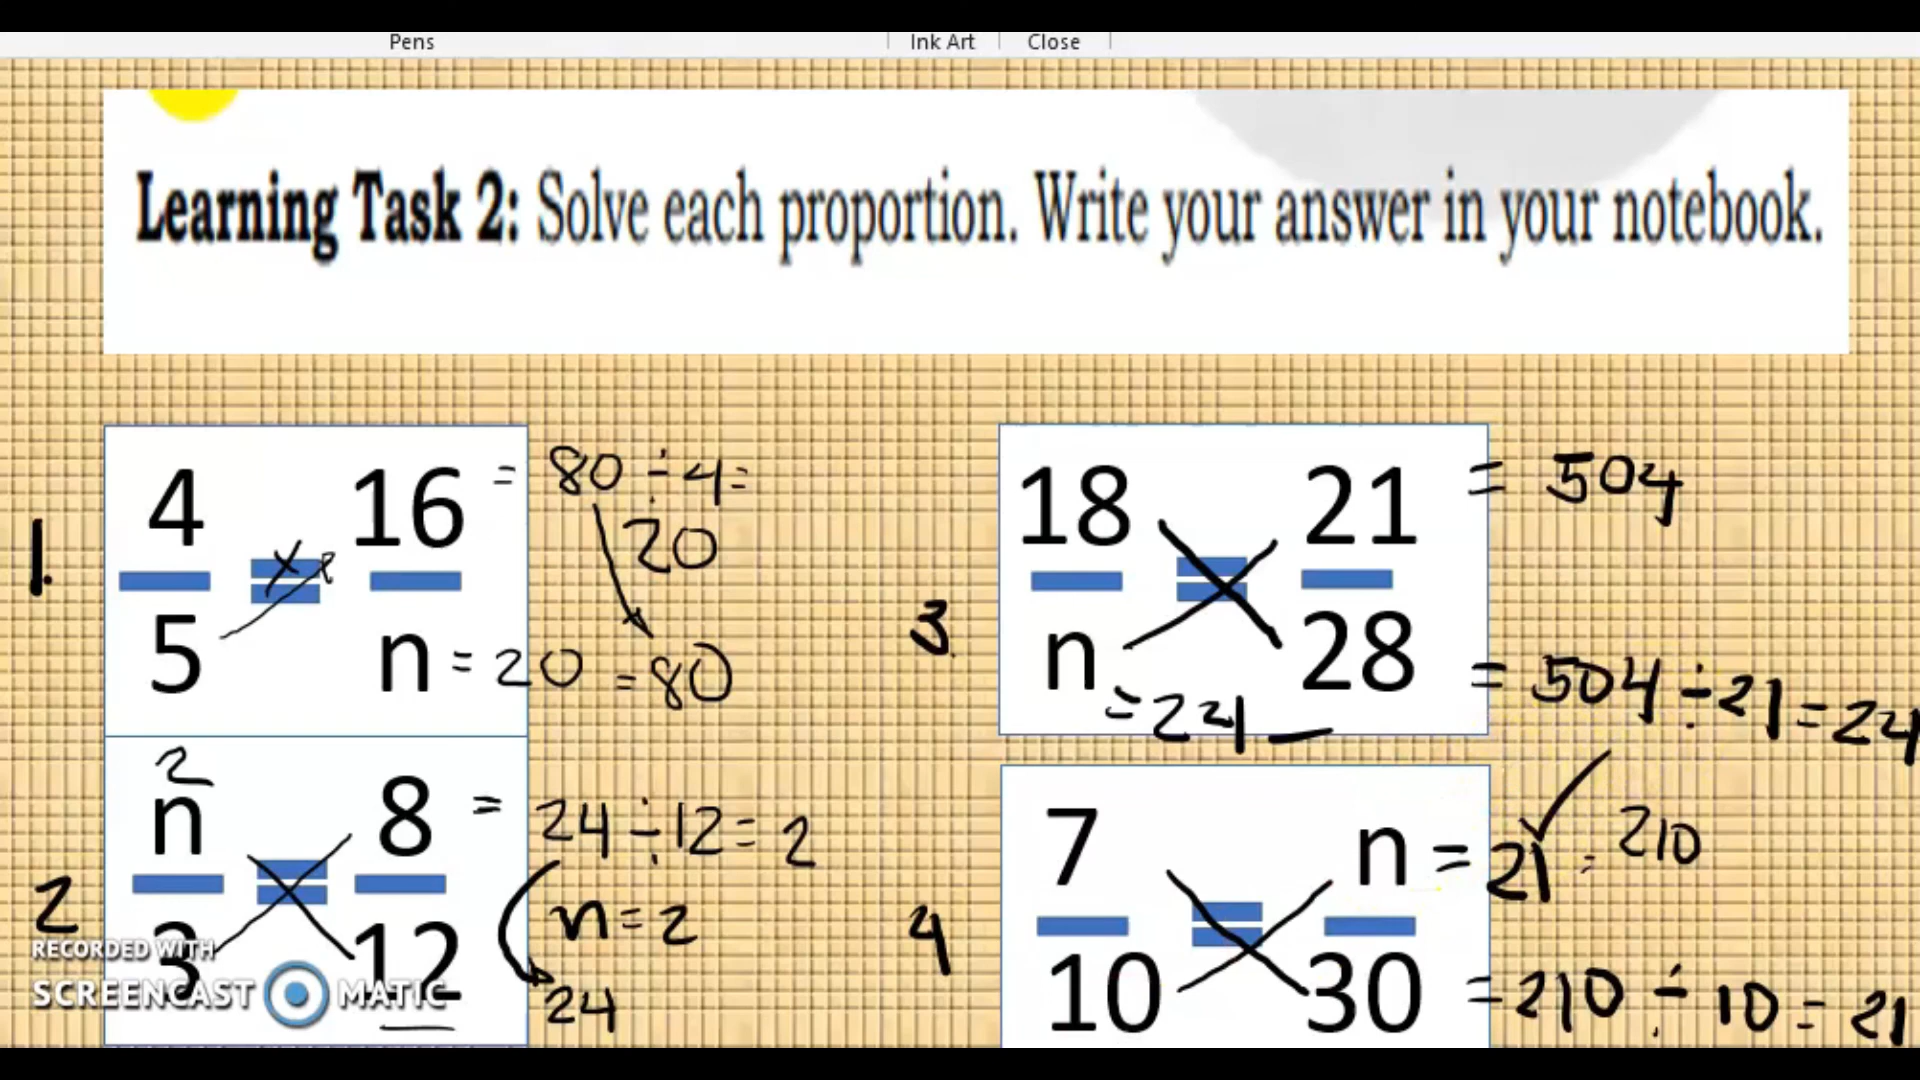 Pens Ink Art Close
Learning Task 2: Solve each proportion. Write your answer in your notebook.
1.
4 16 = 80 ÷ 4 =
20
5 n = 20 = 80
2
n 8 = 24 ÷ 12 = 2
2
n = 2
3 12
24
RECORDED WITH
SCREENCAST MATIC
3.
18 21 = 504
n 28 = 504 ÷ 21 = 24
= 24
4
7 n = 21 = 210
10 30 = 210 ÷ 10 = 21